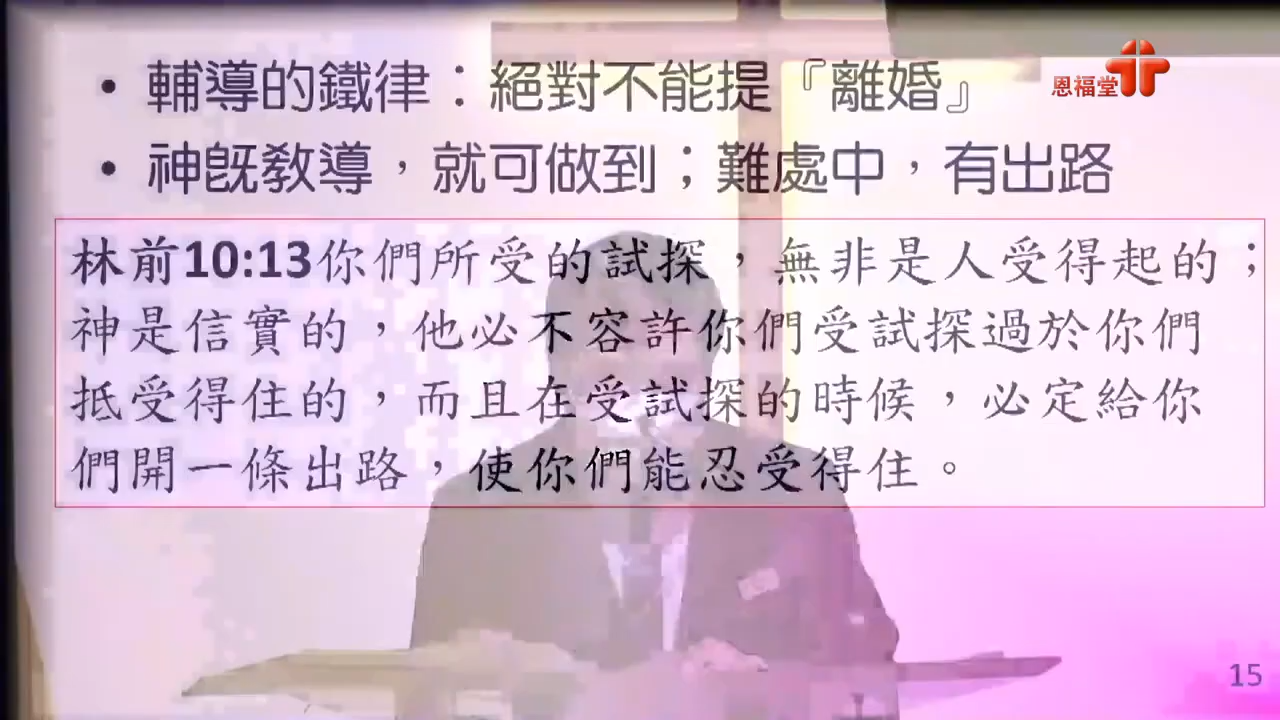 恩福堂
• 輔導的鐵律：絕對不能提『離婚』
• 神既教導，就可做到；難處中，有出路
林前10:13你們所受的試探，無非是人受得起的；
神是信實的，他必不容許你們受試探過於你們
抵受得住的，而且在受試探的時候，必定給你
們開一條出路，使你們能忍受得住。
15